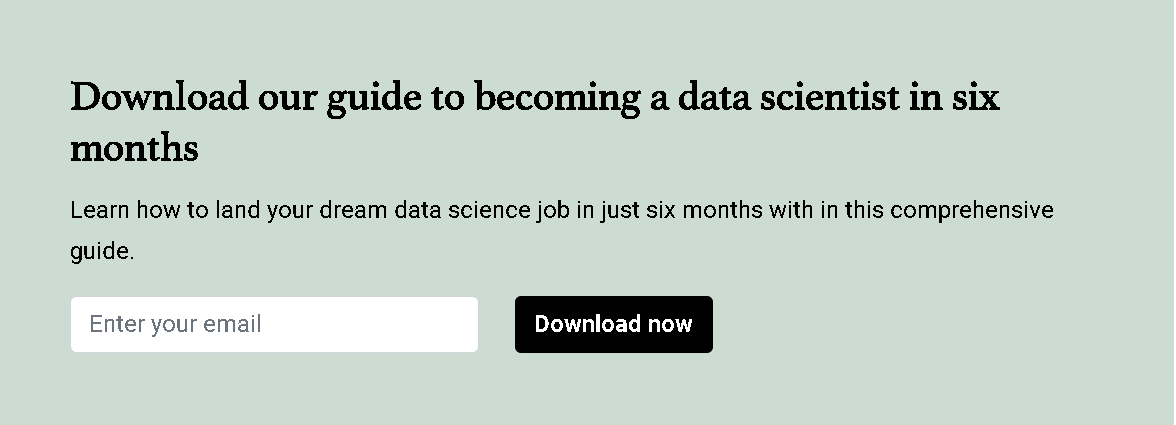 Download our guide to becoming a data scientist in six
months
Learn how to land your dream data science job in just six months with in this comprehensive
guide.
Enter your email
Download now